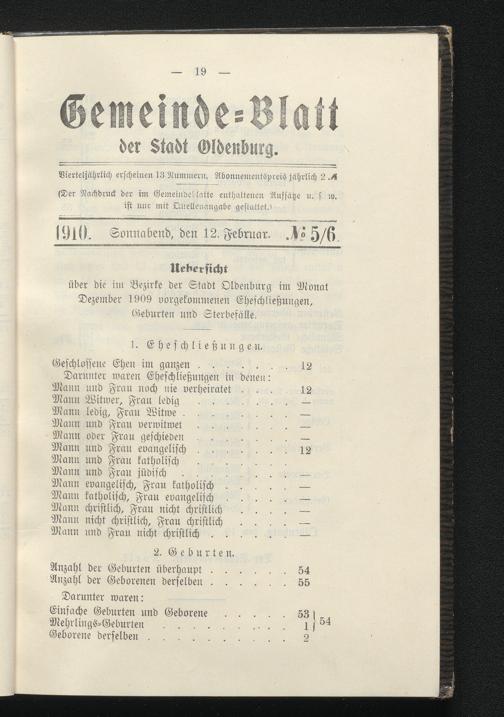 — 19 —
Gemeinde=Blatt
der Stadt Oldenburg.
Vierteljährlich erscheinen 13 Nummern. Abonnementspreis jährlich 2 ℳ
(Der Nachdruck der im Gemeindeblatte enthaltenen Aufsätze u. s. w.
ist nur mit Quellenangabe gestattet.)
1910. Sonnabend, den 12. Februar. № 5/6.
Uebersicht
über die im Bezirke der Stadt Oldenburg im Monat
Dezember 1909 vorgekommenen Eheschließungen,
Geburten und Sterbefälle.
1. Eheschließungen.
Geschlossene Ehen im ganzen . . . . . . . 12
Darunter waren Eheschließungen in denen:
Mann und Frau noch nie verheiratet . . . . 12
Mann Witwer, Frau ledig . . . . . . . —
Mann ledig, Frau Witwe . . . . . . . . —
Mann und Frau verwitwet . . . . . . —
Mann oder Frau geschieden . . . . . . —
Mann und Frau evangelisch . . . . . . 12
Mann und Frau katholisch . . . . . . —
Mann und Frau jüdisch . . . . . . . —
Mann evangelisch, Frau katholisch . . . . . —
Mann katholisch, Frau evangelisch . . . . . —
Mann christlich, Frau nicht christlich . . . . —
Mann nicht christlich, Frau christlich . . . . —
Mann und Frau nicht christlich . . . . . —
2. Geburten.
Anzahl der Geburten überhaupt . . . . . . . 54
Anzahl der Geborenen derselben . . . . . . . 55
Darunter waren:
Einfache Geburten und Geborene . . . . . 53 } 54
Mehrlings-Geburten . . . . . . . . . 1
Geborene derselben . . . . . . . . . . 2